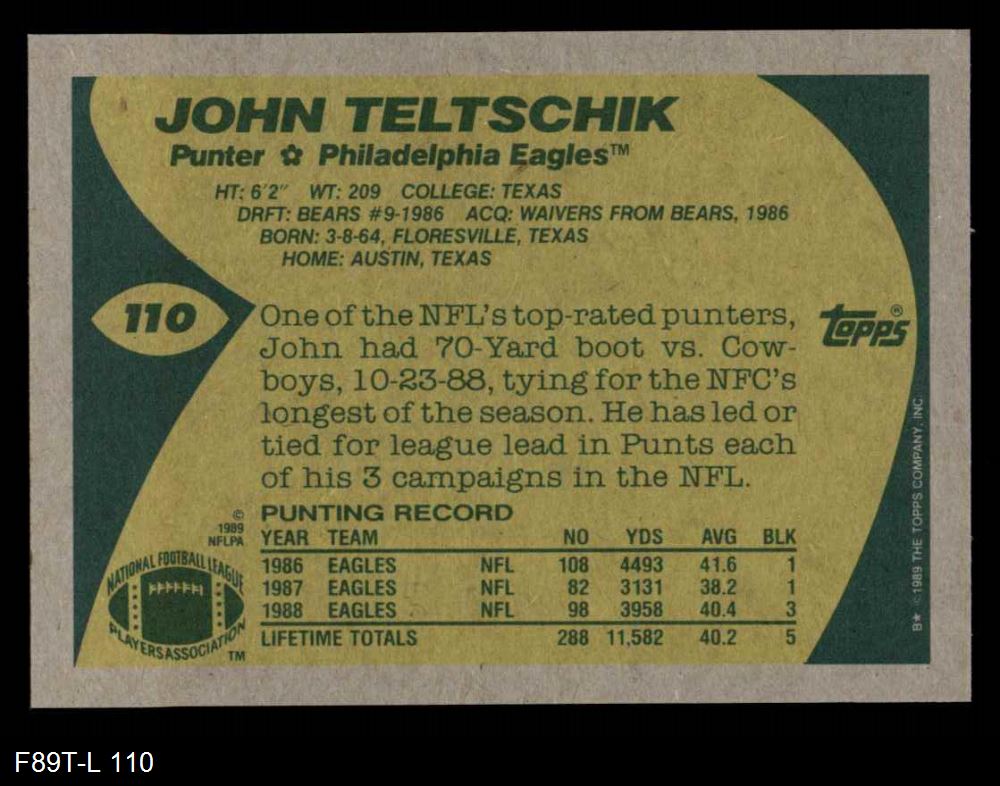 JOHN TELTSCHIK
Punter ✿ Philadelphia Eagles™
HT: 6'2" WT: 209 COLLEGE: TEXAS
DRFT: BEARS #9-1986 ACQ: WAIVERS FROM BEARS, 1986
BORN: 3-8-64, FLORESVILLE, TEXAS
HOME: AUSTIN, TEXAS
110
One of the NFL's top-rated punters,
John had 70-Yard boot vs. Cow-
boys, 10-23-88, tying for the NFC's
longest of the season. He has led or
tied for league lead in Punts each
of his 3 campaigns in the NFL.
topps®
PUNTING RECORD
YEAR TEAM NO YDS AVG BLK
1986 EAGLES NFL 108 4493 41.6 1
1987 EAGLES NFL 82 3131 38.2 1
1988 EAGLES NFL 98 3958 40.4 3
LIFETIME TOTALS 288 11,582 40.2 5
©
1989
NFLPA
NATIONAL FOOTBALL LEAGUE
PLAYERS ASSOCIATION
TM
B* © 1989 THE TOPPS COMPANY, INC.
F89T-L 110